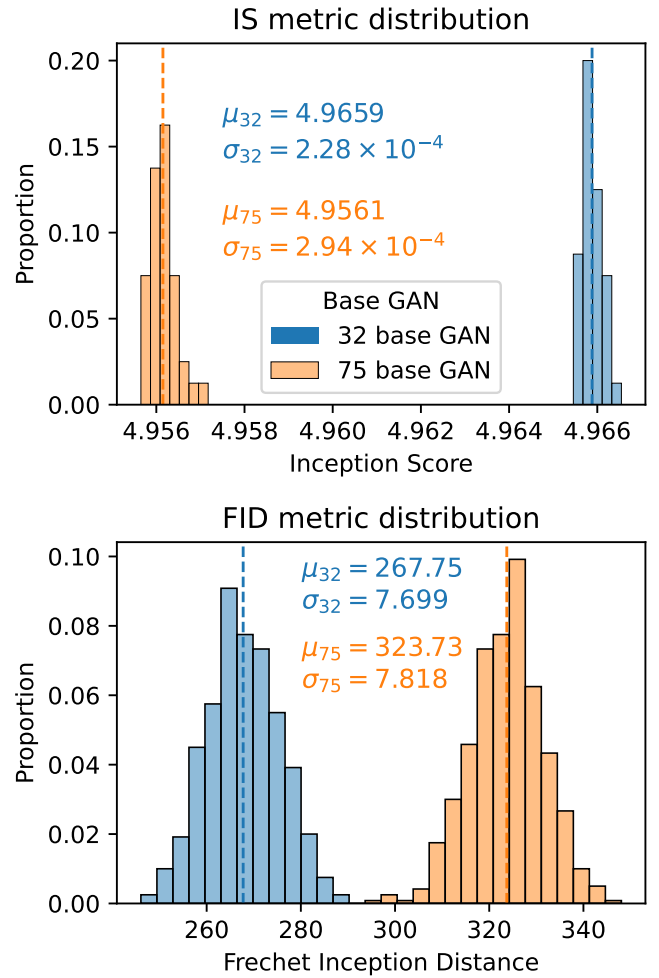 IS metric distribution
0.20
0.15
0.10
0.05
0.00
Proportion
μ₃₂ = 4.9659
σ₃₂ = 2.28 × 10⁻⁴
μ₇₅ = 4.9561
σ₇₅ = 2.94 × 10⁻⁴
Base GAN
32 base GAN
75 base GAN
4.956 4.958 4.960 4.962 4.964 4.966
Inception Score
FID metric distribution
0.10
0.08
0.06
0.04
0.02
0.00
Proportion
μ₃₂ = 267.75
σ₃₂ = 7.699
μ₇₅ = 323.73
σ₇₅ = 7.818
260 280 300 320 340
Frechet Inception Distance